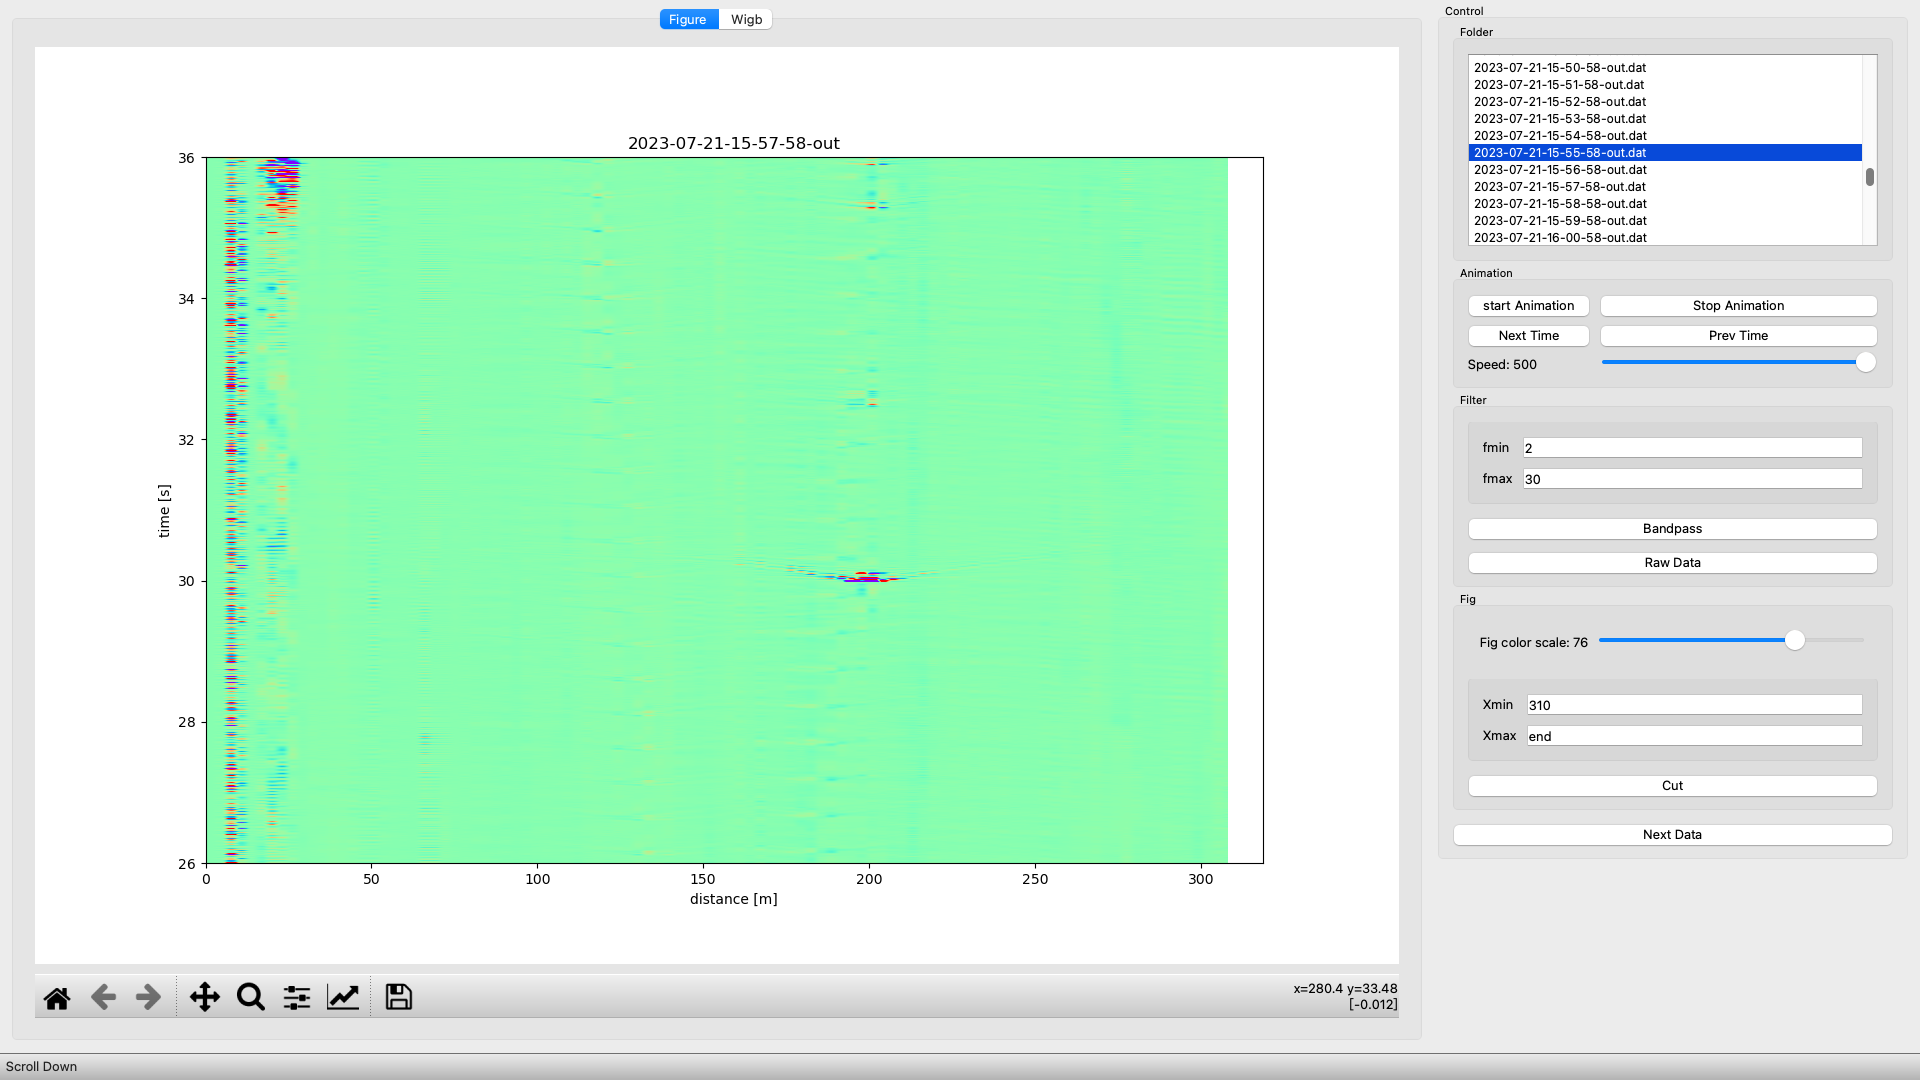 Figure
Wigb
2023-07-21-15-57-58-out
36
34
32
30
28
26
time [s]
0
50
100
150
200
250
300
distance [m]
x=280.4 y=33.48
[-0.012]
Scroll Down
Control
Folder
2023-07-21-15-50-58-out.dat
2023-07-21-15-51-58-out.dat
2023-07-21-15-52-58-out.dat
2023-07-21-15-53-58-out.dat
2023-07-21-15-54-58-out.dat
2023-07-21-15-55-58-out.dat
2023-07-21-15-56-58-out.dat
2023-07-21-15-57-58-out.dat
2023-07-21-15-58-58-out.dat
2023-07-21-15-59-58-out.dat
2023-07-21-16-00-58-out.dat
Animation
start Animation
Stop Animation
Next Time
Prev Time
Speed: 500
Filter
fmin 2
fmax 30
Bandpass
Raw Data
Fig
Fig color scale: 76
Xmin 310
Xmax end
Cut
Next Data